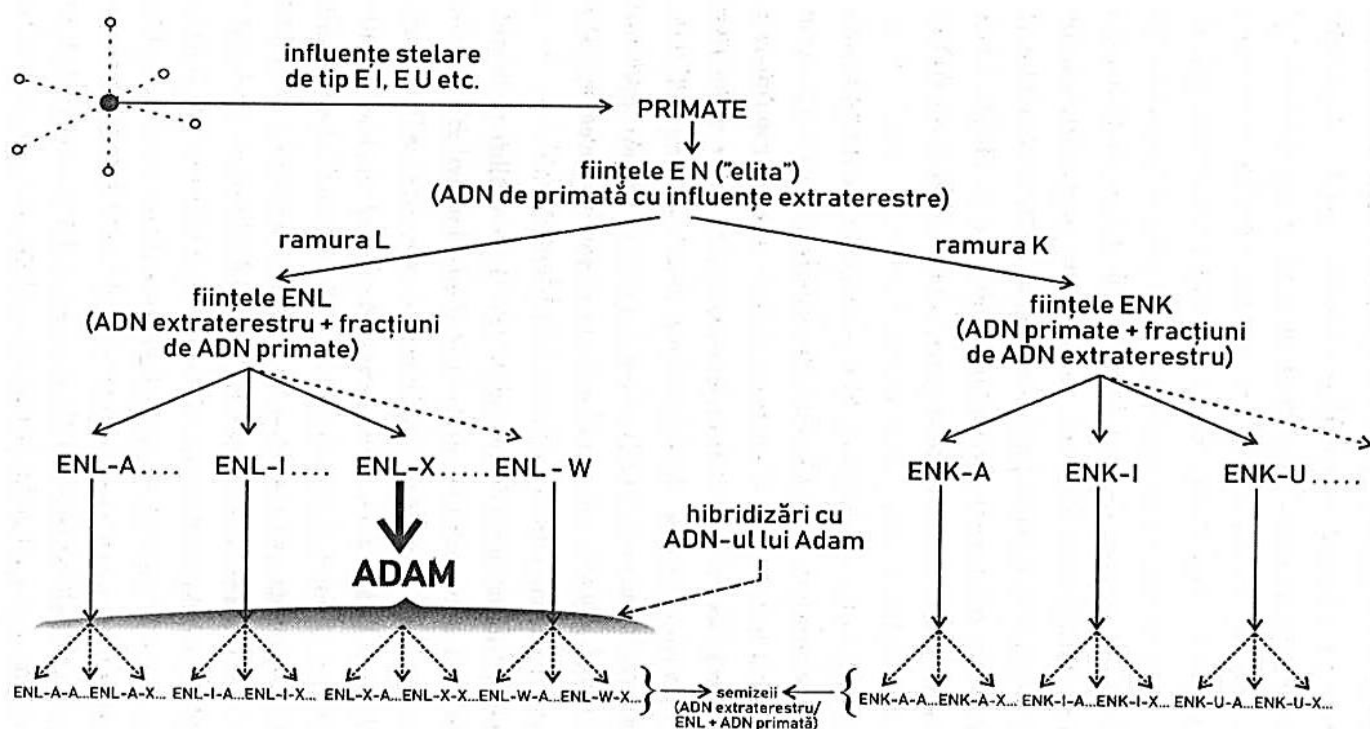 influențe stelare
de tip E I, E U etc.
PRIMATE
ființele E N ("elita")
(ADN de primată cu influențe extraterestre)
ramura L
ramura K
ființele ENL
(ADN extraterestru + fracțiuni
de ADN primate)
ființele ENK
(ADN primate + fracțiuni
de ADN extraterestru)
ENL-A.... ENL-I.... ENL-X.....ENL - W
ENK-A ENK-I ENK-U.....
hibridizări cu
ADN-ul lui Adam
ADAM
ENL-A-A...ENL-A-X... ENL-I-A...ENL-I-X... ENL-X-A...ENL-X-X...ENL-W-A...ENL-W-X...
semizeii
(ADN extraterestru/
ENL + ADN primată)
ENK-A-A...ENK-A-X... ENK-I-A...ENK-I-X... ENK-U-A...ENK-U-X...